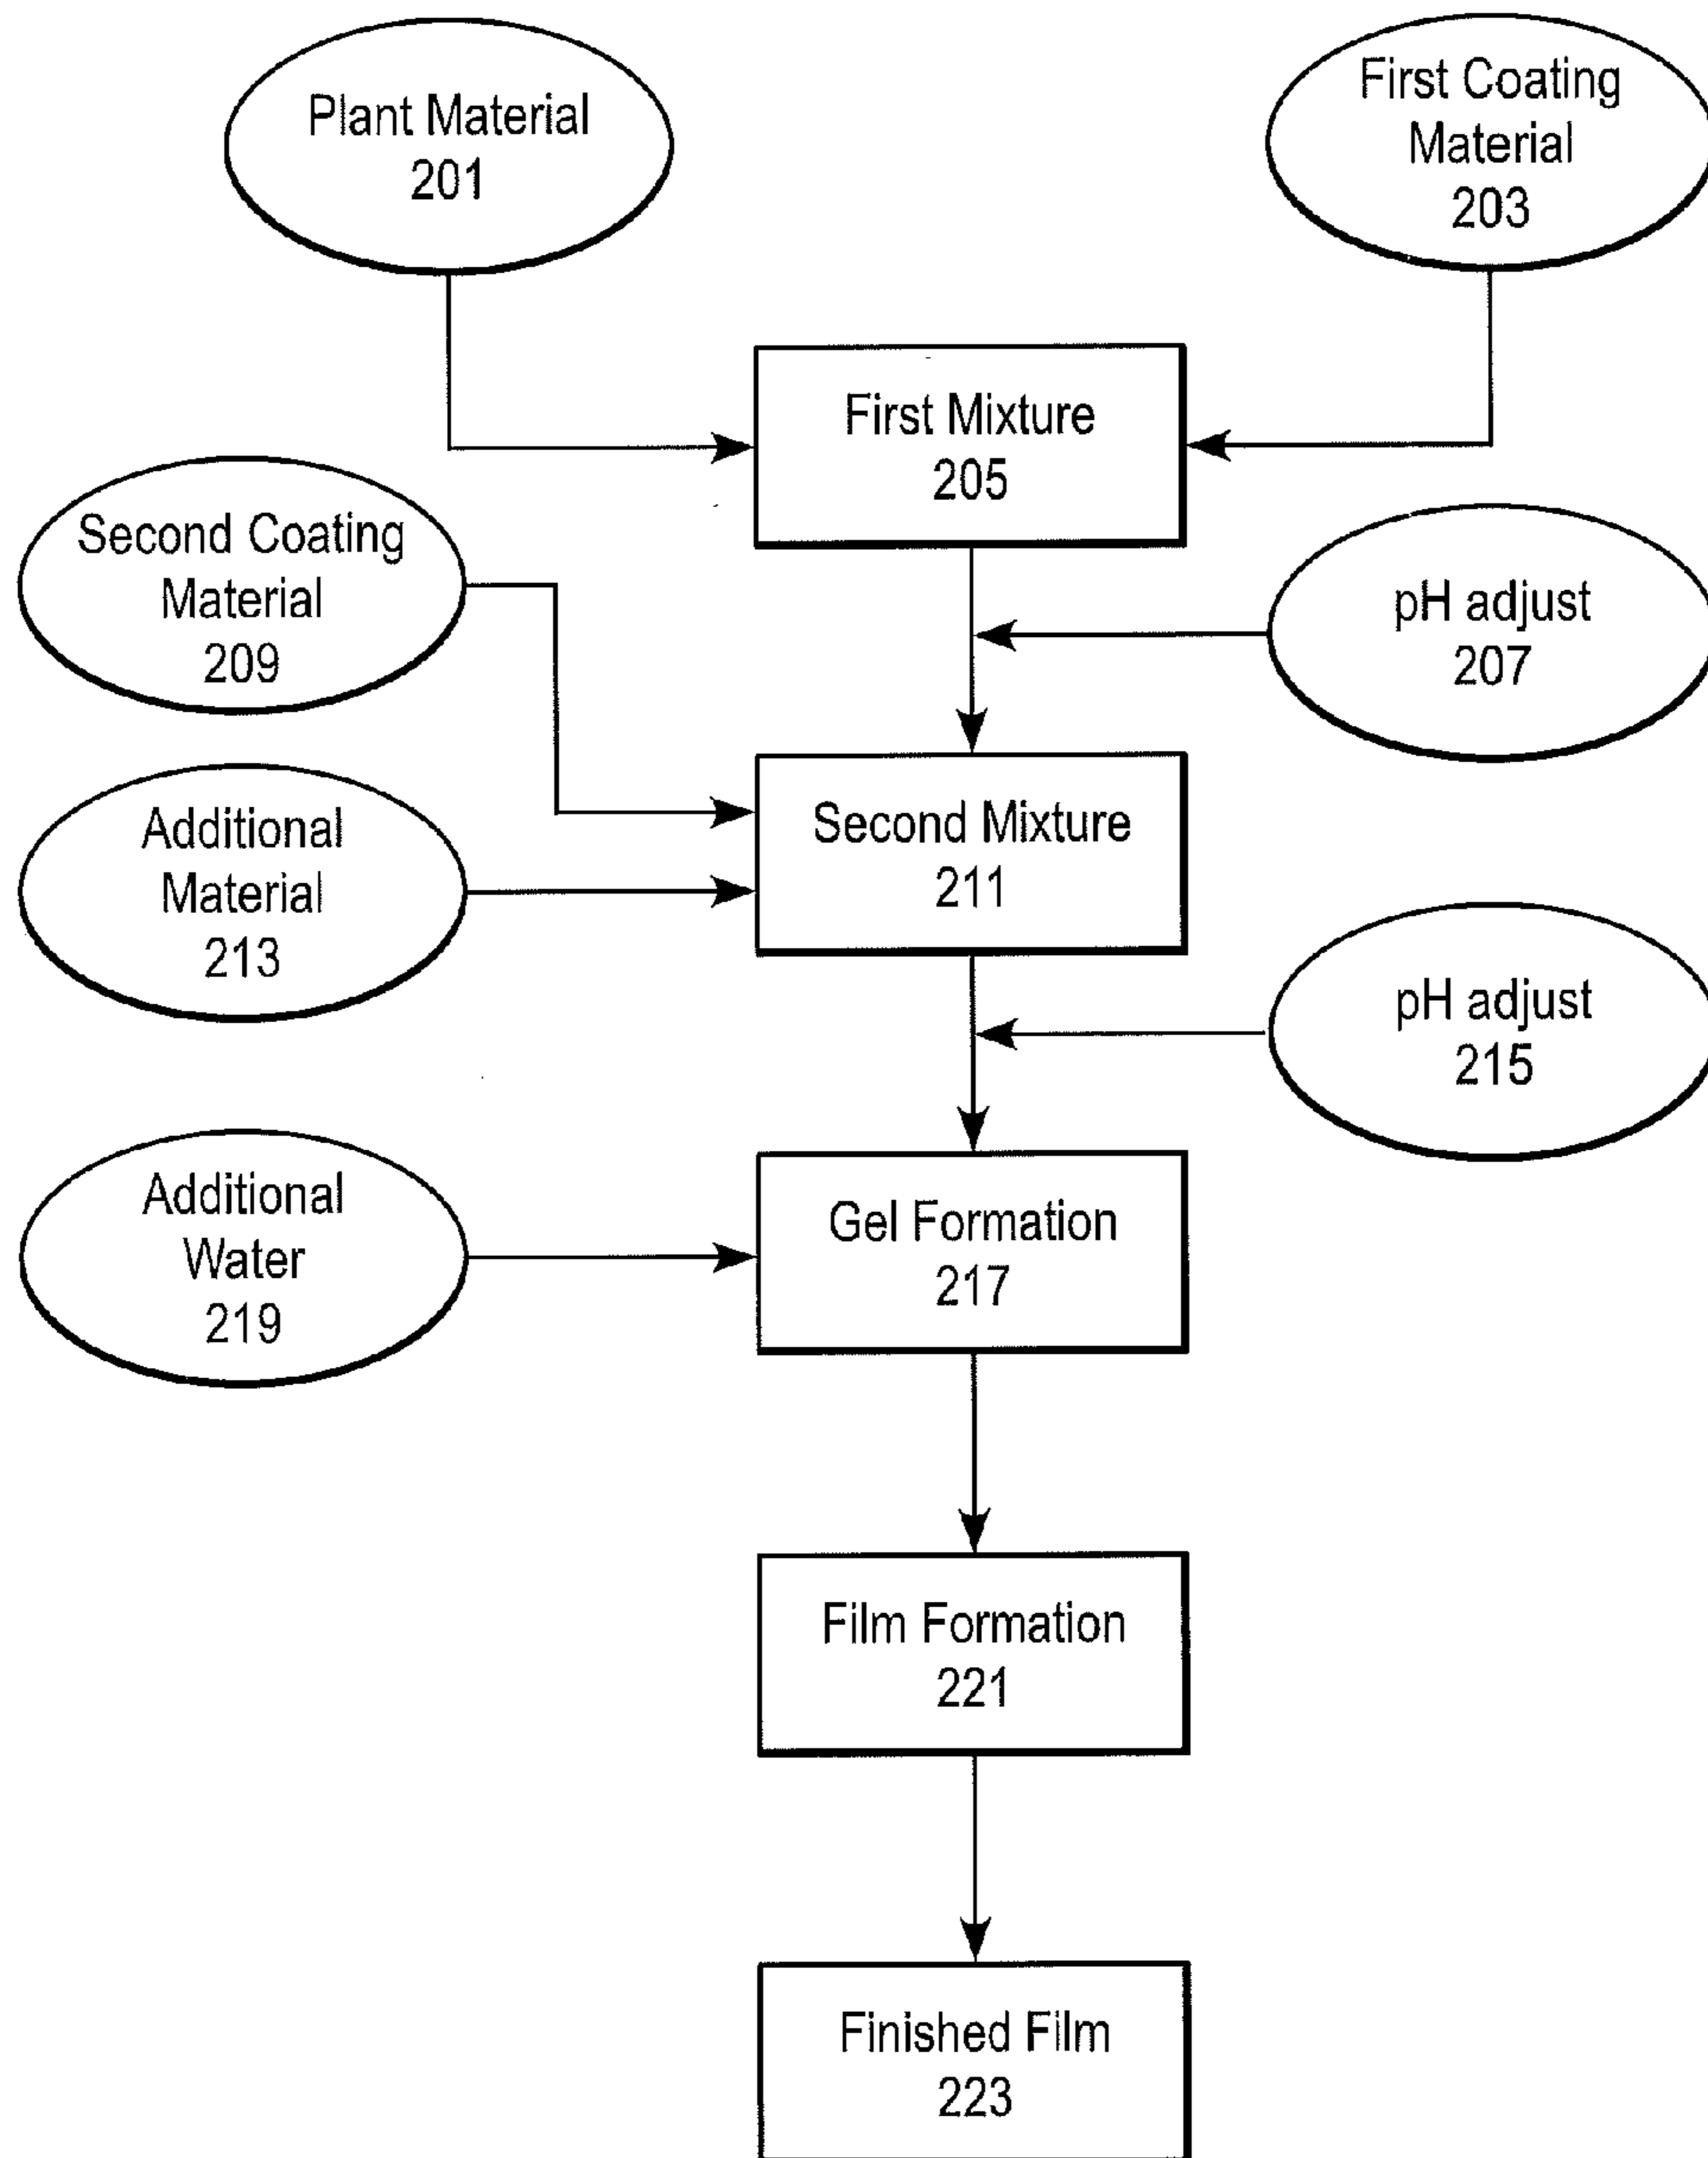 Plant Material
201
First Coating
Material
203
First Mixture
205
Second Coating
Material
209
pH adjust
207
Additional
Material
213
Second Mixture
211
pH adjust
215
Additional
Water
219
Gel Formation
217
Film Formation
221
Finished Film
223